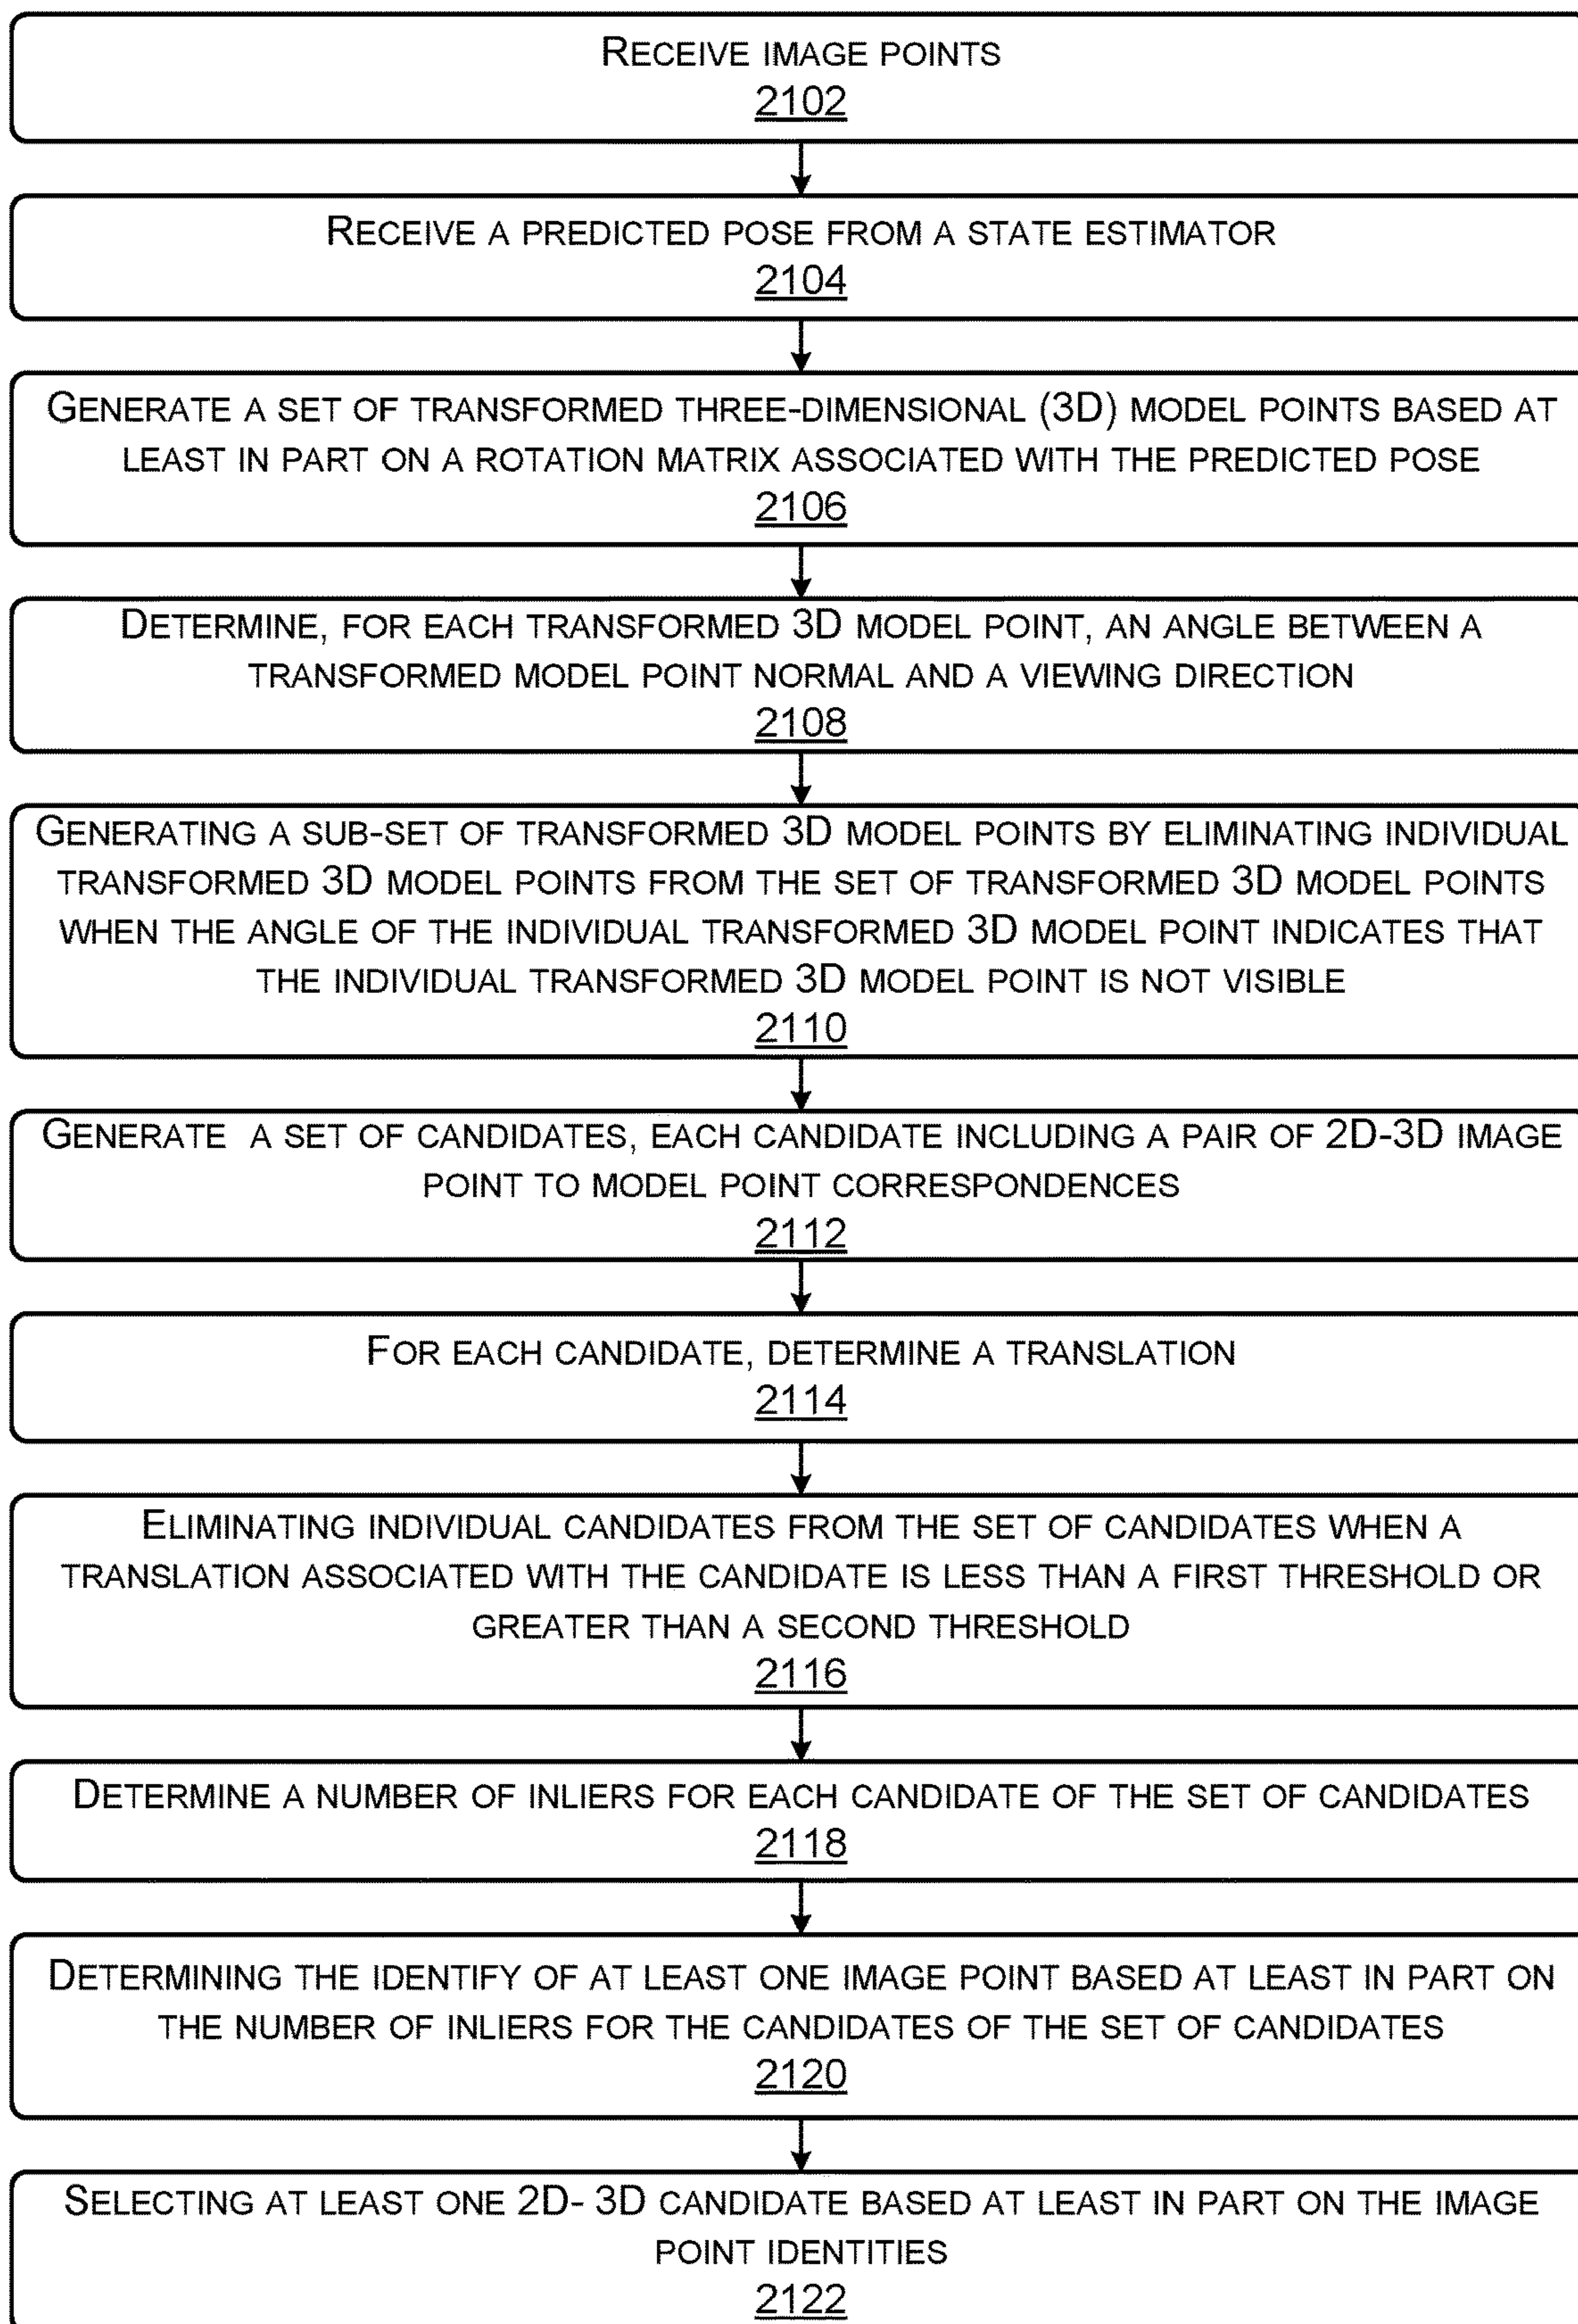 RECEIVE IMAGE POINTS
2102
RECEIVE A PREDICTED POSE FROM A STATE ESTIMATOR
2104
GENERATE A SET OF TRANSFORMED THREE-DIMENSIONAL (3D) MODEL POINTS BASED AT
LEAST IN PART ON A ROTATION MATRIX ASSOCIATED WITH THE PREDICTED POSE
2106
DETERMINE, FOR EACH TRANSFORMED 3D MODEL POINT, AN ANGLE BETWEEN A
TRANSFORMED MODEL POINT NORMAL AND A VIEWING DIRECTION
2108
GENERATING A SUB-SET OF TRANSFORMED 3D MODEL POINTS BY ELIMINATING INDIVIDUAL
TRANSFORMED 3D MODEL POINTS FROM THE SET OF TRANSFORMED 3D MODEL POINTS
WHEN THE ANGLE OF THE INDIVIDUAL TRANSFORMED 3D MODEL POINT INDICATES THAT
THE INDIVIDUAL TRANSFORMED 3D MODEL POINT IS NOT VISIBLE
2110
GENERATE A SET OF CANDIDATES, EACH CANDIDATE INCLUDING A PAIR OF 2D-3D IMAGE
POINT TO MODEL POINT CORRESPONDENCES
2112
FOR EACH CANDIDATE, DETERMINE A TRANSLATION
2114
ELIMINATING INDIVIDUAL CANDIDATES FROM THE SET OF CANDIDATES WHEN A
TRANSLATION ASSOCIATED WITH THE CANDIDATE IS LESS THAN A FIRST THRESHOLD OR
GREATER THAN A SECOND THRESHOLD
2116
DETERMINE A NUMBER OF INLIERS FOR EACH CANDIDATE OF THE SET OF CANDIDATES
2118
DETERMINING THE IDENTIFY OF AT LEAST ONE IMAGE POINT BASED AT LEAST IN PART ON
THE NUMBER OF INLIERS FOR THE CANDIDATES OF THE SET OF CANDIDATES
2120
SELECTING AT LEAST ONE 2D- 3D CANDIDATE BASED AT LEAST IN PART ON THE IMAGE
POINT IDENTITIES
2122